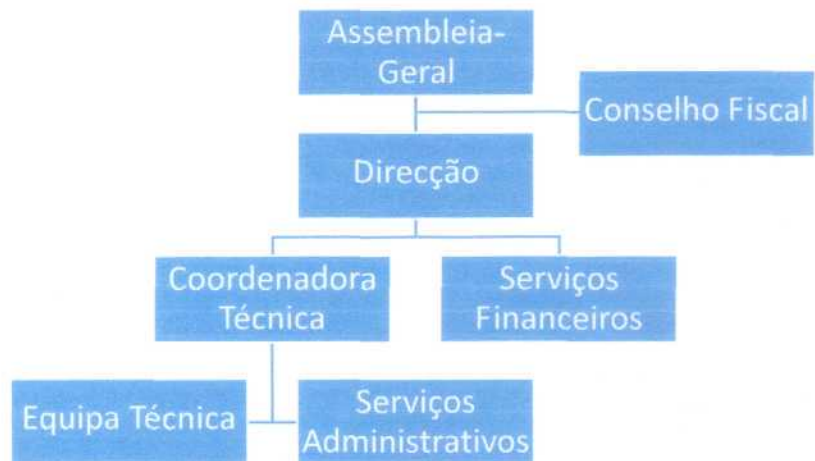 Assembleia-
Geral
Conselho Fiscal
Direcção
Coordenadora
Técnica
Serviços
Financeiros
Equipa Técnica
Serviços
Administrativos